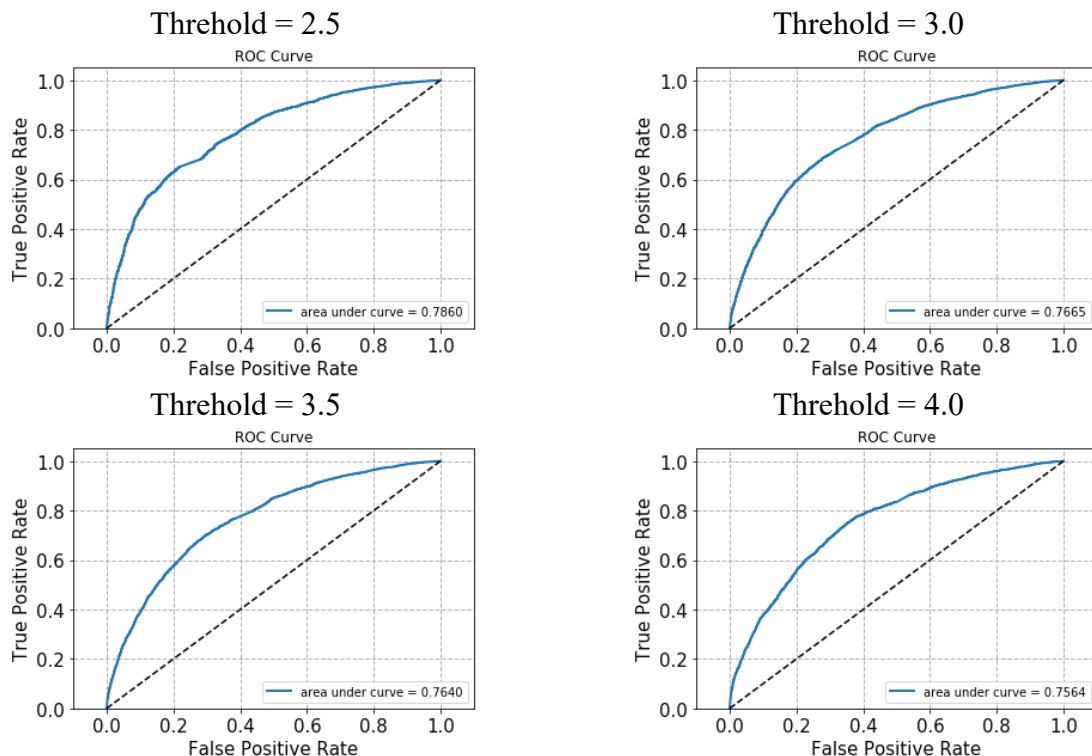 Threhold = 2.5
ROC Curve
True Positive Rate
1.0
0.8
0.6
0.4
0.2
0.0
area under curve = 0.7860
0.0 0.2 0.4 0.6 0.8 1.0
False Positive Rate
Threhold = 3.0
ROC Curve
True Positive Rate
1.0
0.8
0.6
0.4
0.2
0.0
area under curve = 0.7665
0.0 0.2 0.4 0.6 0.8 1.0
False Positive Rate
Threhold = 3.5
ROC Curve
True Positive Rate
1.0
0.8
0.6
0.4
0.2
0.0
area under curve = 0.7640
0.0 0.2 0.4 0.6 0.8 1.0
False Positive Rate
Threhold = 4.0
ROC Curve
True Positive Rate
1.0
0.8
0.6
0.4
0.2
0.0
area under curve = 0.7564
0.0 0.2 0.4 0.6 0.8 1.0
False Positive Rate